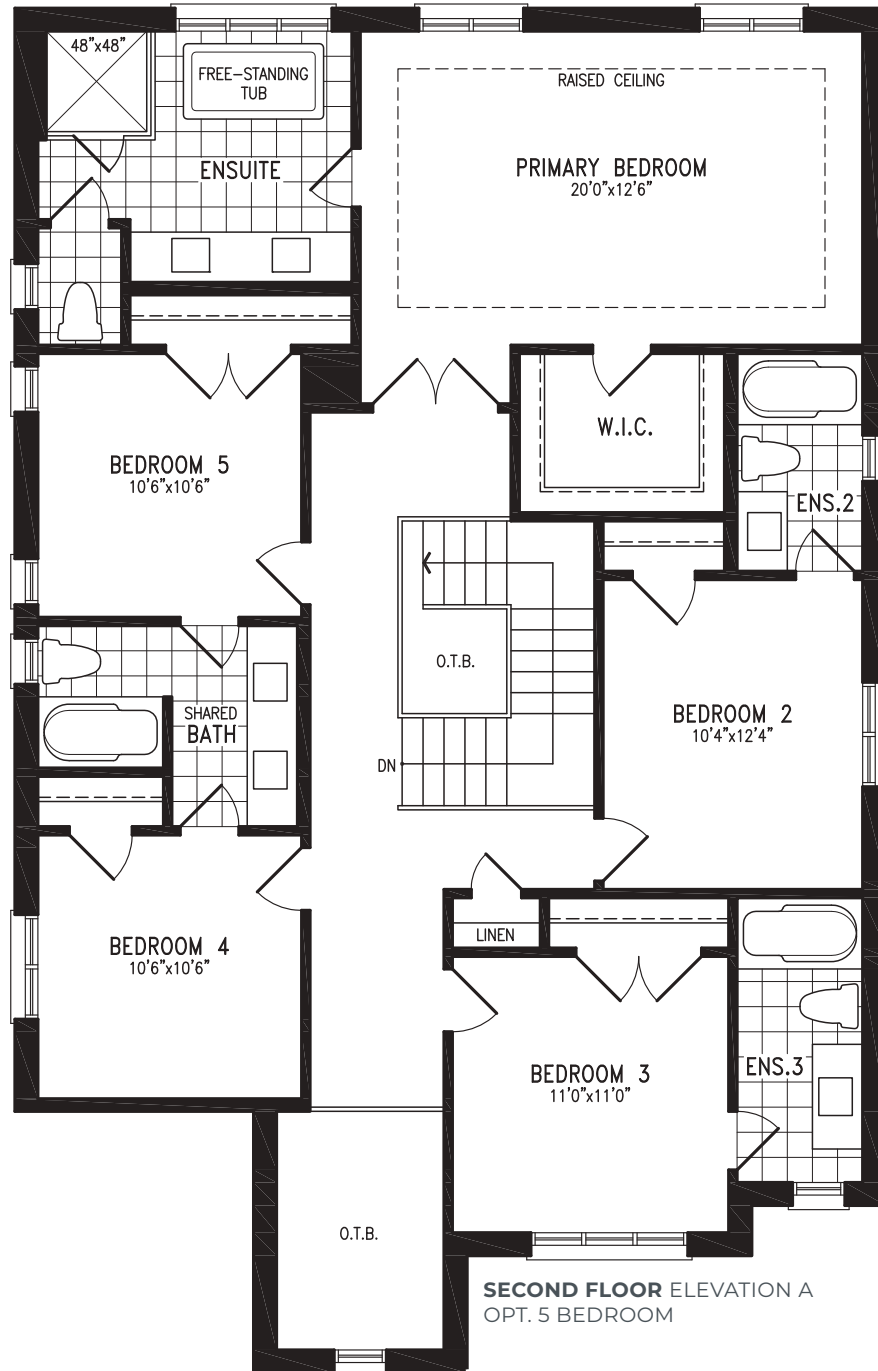 48"x48"
FREE-STANDING
TUB
ENSUITE
RAISED CEILING
PRIMARY BEDROOM
20'0"x12'6"
W.I.C.
BEDROOM 5
10'6"x10'6"
ENS.2
O.T.B.
SHARED
BATH
BEDROOM 2
10'4"x12'4"
DN
LINEN
BEDROOM 4
10'6"x10'6"
BEDROOM 3
11'0"x11'0"
ENS.3
O.T.B.
SECOND FLOOR ELEVATION A
OPT. 5 BEDROOM